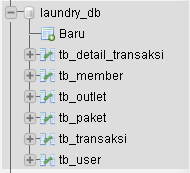 laundry_db
Baru
tb_detail_transaksi
tb_member
tb_outlet
tb_paket
tb_transaksi
tb_user